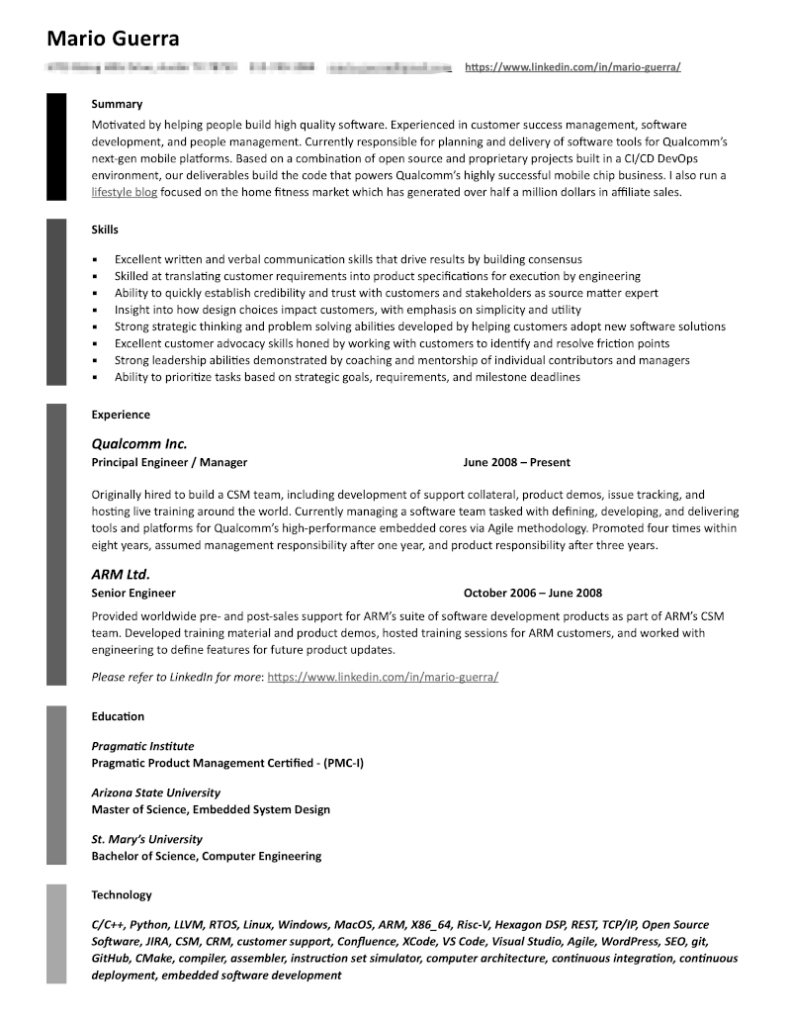 Mario Guerra
https://www.linkedin.com/in/mario-guerra/
Summary
Motivated by helping people build high quality software. Experienced in customer success management, software
development, and people management. Currently responsible for planning and delivery of software tools for Qualcomm's
next-gen mobile platforms. Based on a combination of open source and proprietary projects built in a CI/CD DevOps
environment, our deliverables build the code that powers Qualcomm's highly successful mobile chip business. I also run a
lifestyle blog focused on the home fitness market which has generated over half a million dollars in affiliate sales.
Skills
▪ Excellent written and verbal communication skills that drive results by building consensus
▪ Skilled at translating customer requirements into product specifications for execution by engineering
▪ Ability to quickly establish credibility and trust with customers and stakeholders as source matter expert
▪ Insight into how design choices impact customers, with emphasis on simplicity and utility
▪ Strong strategic thinking and problem solving abilities developed by helping customers adopt new software solutions
▪ Excellent customer advocacy skills honed by working with customers to identify and resolve friction points
▪ Strong leadership abilities demonstrated by coaching and mentorship of individual contributors and managers
▪ Ability to prioritize tasks based on strategic goals, requirements, and milestone deadlines
Experience
Qualcomm Inc.
Principal Engineer / Manager June 2008 – Present
Originally hired to build a CSM team, including development of support collateral, product demos, issue tracking, and
hosting live training around the world. Currently managing a software team tasked with defining, developing, and delivering
tools and platforms for Qualcomm's high-performance embedded cores via Agile methodology. Promoted four times within
eight years, assumed management responsibility after one year, and product responsibility after three years.
ARM Ltd.
Senior Engineer October 2006 – June 2008
Provided worldwide pre- and post-sales support for ARM's suite of software development products as part of ARM's CSM
team. Developed training material and product demos, hosted training sessions for ARM customers, and worked with
engineering to define features for future product updates.
Please refer to LinkedIn for more: https://www.linkedin.com/in/mario-guerra/
Education
Pragmatic Institute
Pragmatic Product Management Certified - (PMC-I)
Arizona State University
Master of Science, Embedded System Design
St. Mary's University
Bachelor of Science, Computer Engineering
Technology
C/C++, Python, LLVM, RTOS, Linux, Windows, MacOS, ARM, X86_64, Risc-V, Hexagon DSP, REST, TCP/IP, Open Source
Software, JIRA, CSM, CRM, customer support, Confluence, XCode, VS Code, Visual Studio, Agile, WordPress, SEO, git,
GitHub, CMake, compiler, assembler, instruction set simulator, computer architecture, continuous integration, continuous
deployment, embedded software development